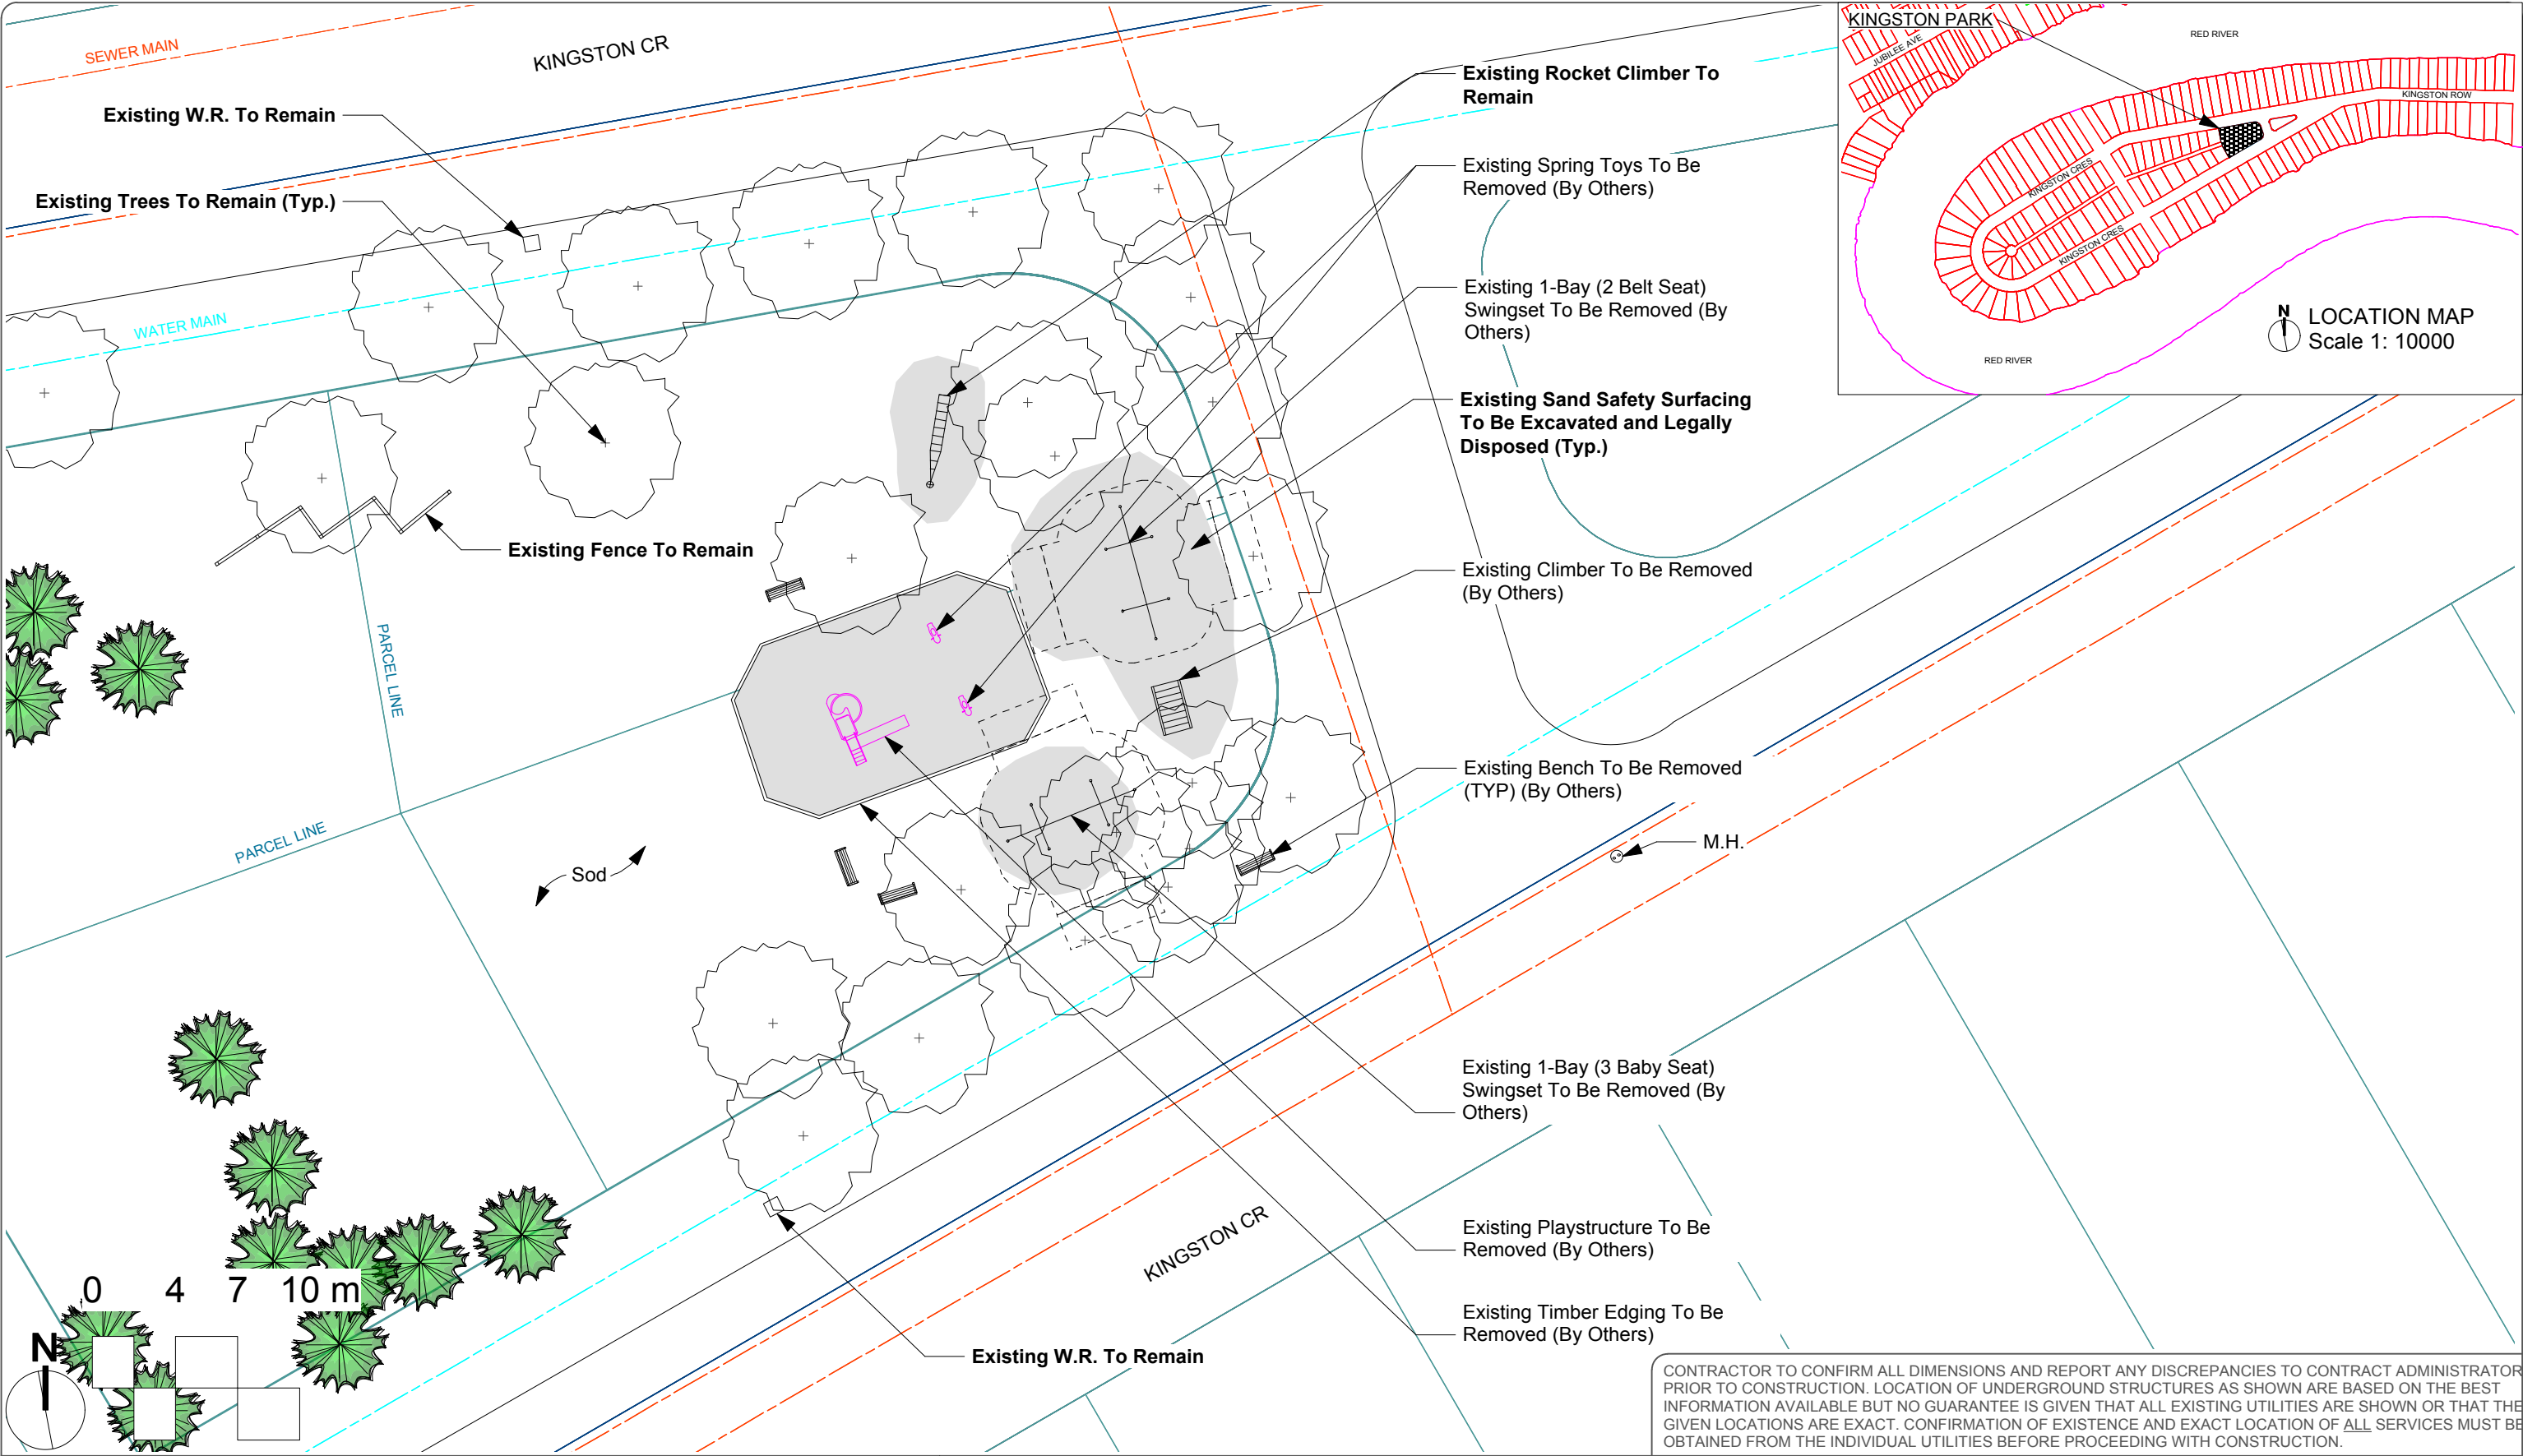 SEWER MAIN
KINGSTON CR
Existing W.R. To Remain
Existing Trees To Remain (Typ.)
WATER MAIN
Existing Fence To Remain
PARCEL LINE
PARCEL LINE
Sod
Existing Rocket Climber To
Remain
Existing Spring Toys To Be
Removed (By Others)
Existing 1-Bay (2 Belt Seat)
Swingset To Be Removed (By
Others)
Existing Sand Safety Surfacing
To Be Excavated and Legally
Disposed (Typ.)
Existing Climber To Be Removed
(By Others)
Existing Bench To Be Removed
(TYP) (By Others)
M.H.
Existing 1-Bay (3 Baby Seat)
Swingset To Be Removed (By
Others)
Existing Playstructure To Be
Removed (By Others)
Existing Timber Edging To Be
Removed (By Others)
Existing W.R. To Remain
KINGSTON CR
0 4 7 10 m
N
KINGSTON PARK
JUBILEE AVE
RED RIVER
KINGSTON ROW
KINGSTON CRES
KINGSTON CRES
RED RIVER
N
LOCATION MAP
Scale 1: 10000
CONTRACTOR TO CONFIRM ALL DIMENSIONS AND REPORT ANY DISCREPANCIES TO CONTRACT ADMINISTRATOR
PRIOR TO CONSTRUCTION. LOCATION OF UNDERGROUND STRUCTURES AS SHOWN ARE BASED ON THE BEST
INFORMATION AVAILABLE BUT NO GUARANTEE IS GIVEN THAT ALL EXISTING UTILITIES ARE SHOWN OR THAT THE
GIVEN LOCATIONS ARE EXACT. CONFIRMATION OF EXISTENCE AND EXACT LOCATION OF ALL SERVICES MUST BE
OBTAINED FROM THE INDIVIDUAL UTILITIES BEFORE PROCEEDING WITH CONSTRUCTION.